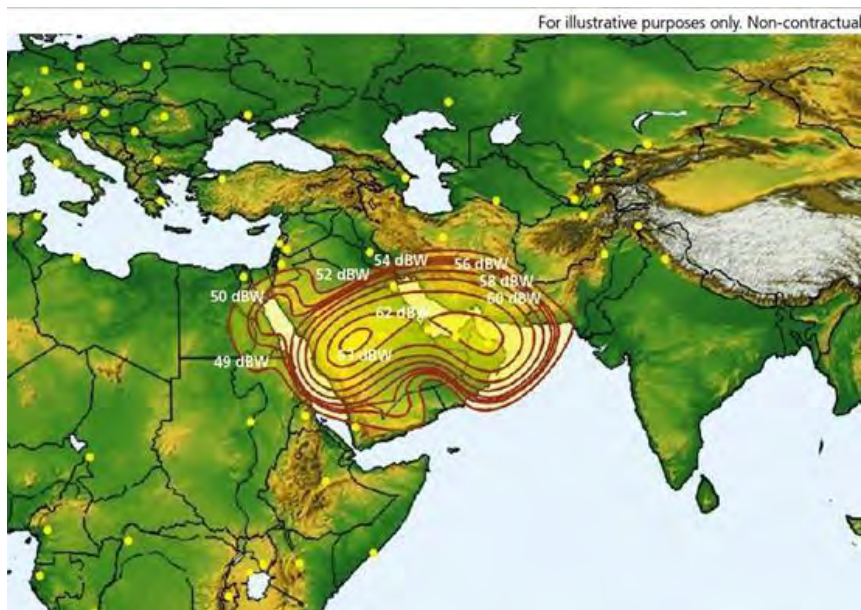 For illustrative purposes only. Non-contractual
54 dBW
56 dBW
52 dBW
58 dBW
50 dBW
60 dBW
62 dBW
63 dBW
49 dBW